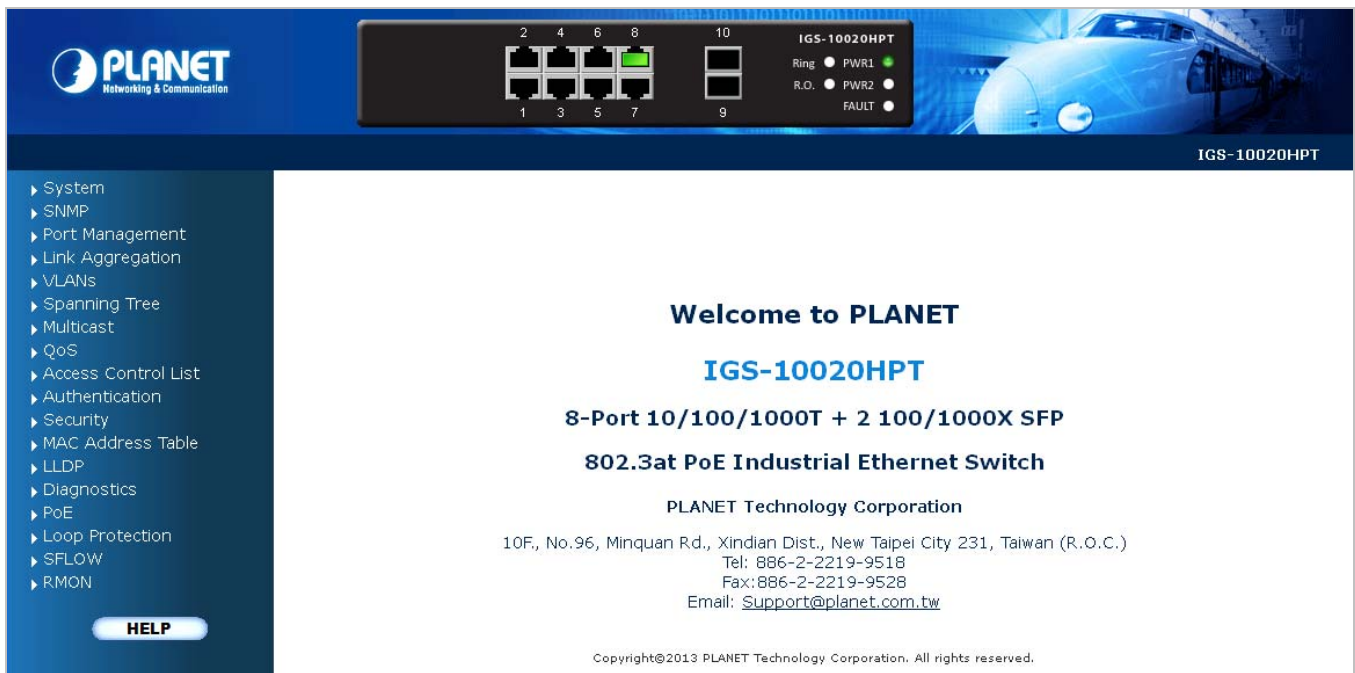 PLANET
Networking & Communication
2 4 6 8 10
IGS-10020HPT
Ring PWR1
R.O. PWR2
FAULT
1 3 5 7 9
IGS-10020HPT
System
SNMP
Port Management
Link Aggregation
VLANs
Spanning Tree
Multicast
QoS
Access Control List
Authentication
Security
MAC Address Table
LLDP
Diagnostics
PoE
Loop Protection
SFLOW
RMON
HELP
Welcome to PLANET
IGS-10020HPT
8-Port 10/100/1000T + 2 100/1000X SFP
802.3at PoE Industrial Ethernet Switch
PLANET Technology Corporation
10F., No.96, Minquan Rd., Xindian Dist., New Taipei City 231, Taiwan (R.O.C.)
Tel: 886-2-2219-9518
Fax:886-2-2219-9528
Email: Support@planet.com.tw
Copyright©2013 PLANET Technology Corporation. All rights reserved.